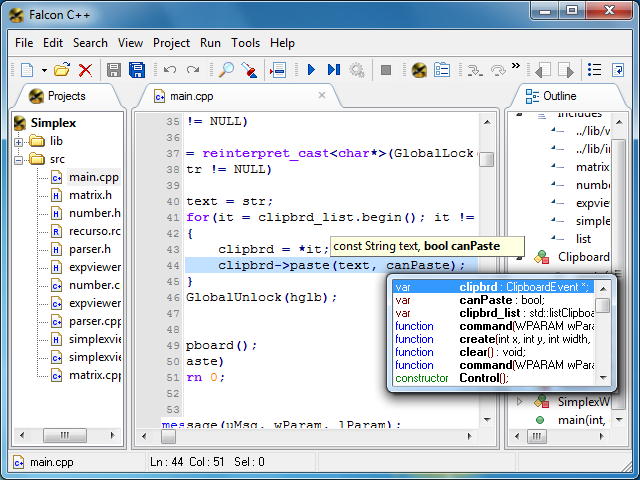 Falcon C++
File Edit Search View Project Run Tools Help
Projects
main.cpp
Outline
Simplex
lib
src
main.cpp
matrix.h
number.h
recurso.rc
parser.h
expviewer
number.c
expviewer
parser.cpp
simplexvie
simplexvie
matrix.cpp
35 != NULL)
36
37 = reinterpret_cast<char*>(GlobalLock(
38 tr != NULL)
39
40 text = str;
41 for(it = clipbrd_list.begin(); it !=
42 {
43 clipbrd = *it;
44 clipbrd->paste(text, canPaste);
45 }
46 GlobalUnlock(hglb);
47
48
49 pboard();
50 aste)
51 rn 0;
52
53
message(uMsg, wParam, lParam);
const String text, bool canPaste
var clipbrd : ClipboardEvent *;
var canPaste : bool;
var clipbrd_list : std::listClipboa
function command(WPARAM wPara
function create(int x, int y, int width,
function clear() : void;
function command(WPARAM wPara
constructor Control();
Includes
../lib/w
../lib/in
matrix
numbe
expvie
simple
list
Clipboard
SimplexW
main(int,
main.cpp
Ln : 44 Col : 51 Sel : 0